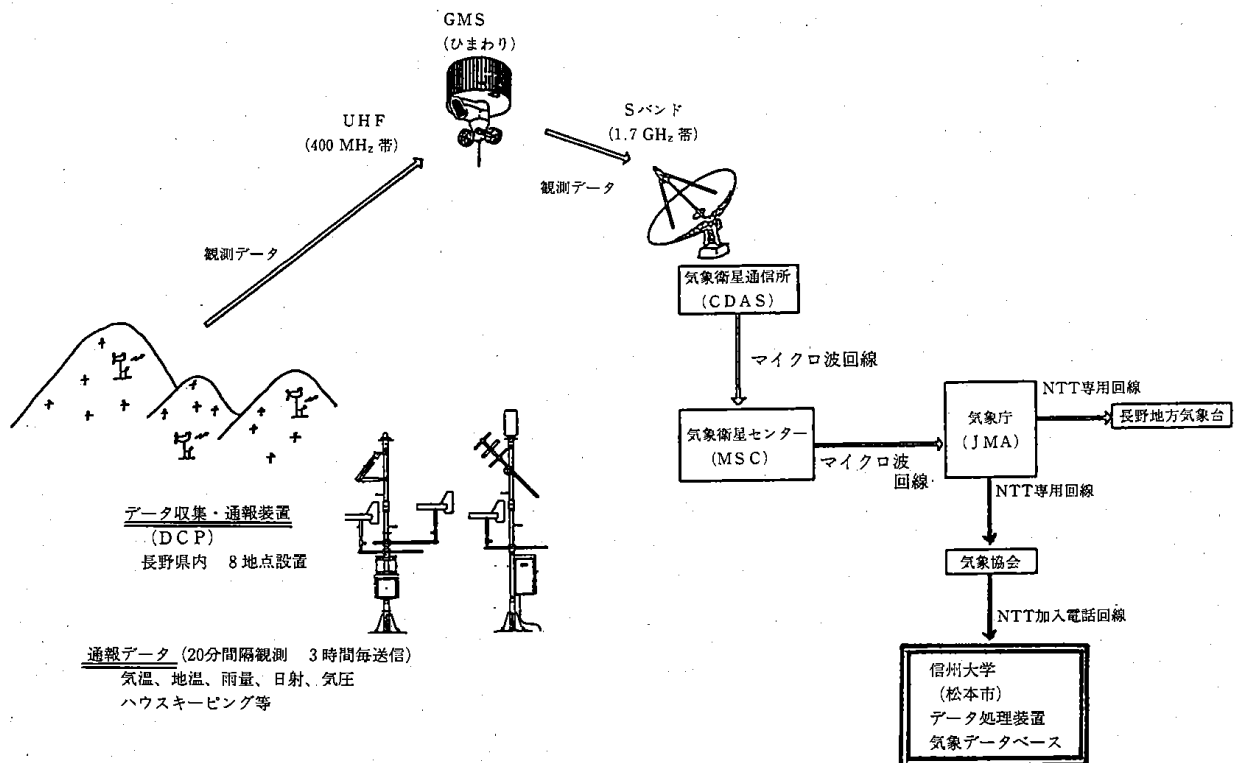 GMS
(ひまわり)
UHF
(400 MHz 帯)
Sバンド
(1.7 GHz 帯)
観測データ
観測データ
気象衛星通信所
(CDAS)
マイクロ波回線
気象衛星センター
(MSC)
マイクロ波
回線
気象庁
(JMA)
NTT専用回線
長野地方気象台
NTT専用回線
気象協会
NTT加入電話回線
信州大学
(松本市)
データ処理装置
気象データベース
データ収集・通報装置
(DCP)
長野県内 8地点設置
通報データ (20分間隔観測 3時間毎送信)
気温、地温、雨量、日射、気圧
ハウスキーピング等